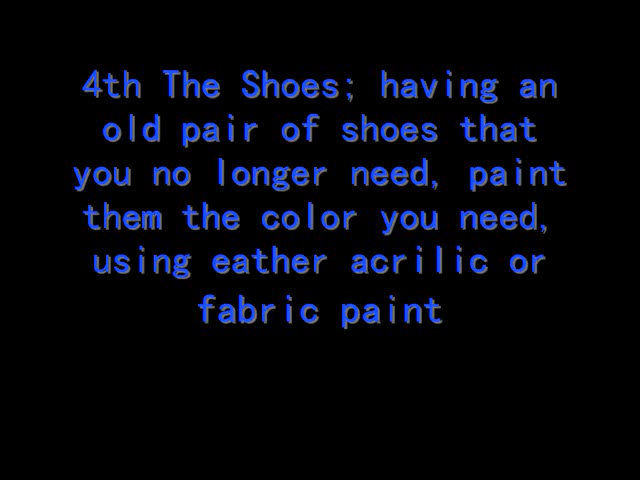 4th The Shoes; having an
old pair of shoes that
you no longer need, paint
them the color you need,
using eather acrilic or
fabric paint